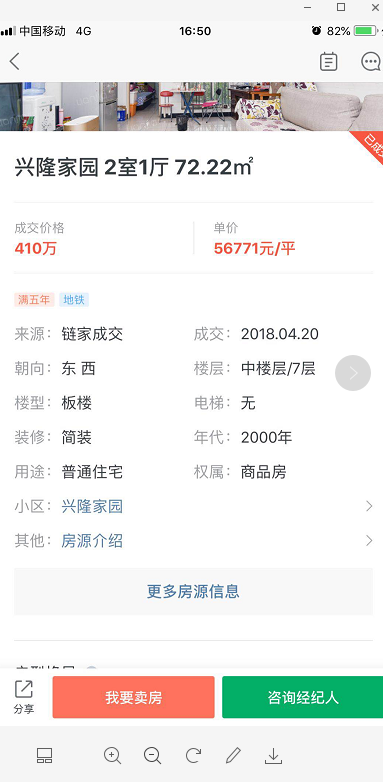 中国移动 4G 16:50 82%
已成交
兴隆家园 2室1厅 72.22㎡
成交价格 单价
410万 56771元/平
满五年 地铁
来源: 链家成交 成交: 2018.04.20
朝向: 东 西 楼层: 中楼层/7层
楼型: 板楼 电梯: 无
装修: 简装 年代: 2000年
用途: 普通住宅 权属: 商品房
小区: 兴隆家园
其他: 房源介绍
更多房源信息
分享 我要卖房 咨询经纪人